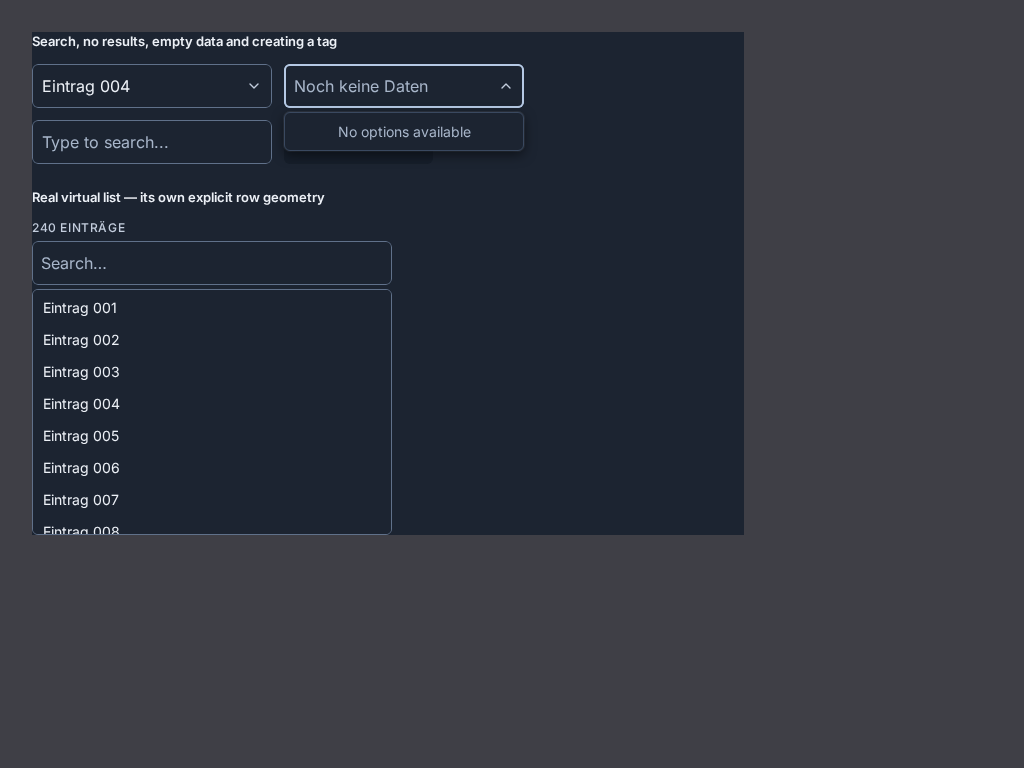 Search, no results, empty data and creating a tag
Eintrag 004
Noch keine Daten
No options available
Type to search...
Real virtual list — its own explicit row geometry
240 EINTRÄGE
Search...
Eintrag 001
Eintrag 002
Eintrag 003
Eintrag 004
Eintrag 005
Eintrag 006
Eintrag 007
Eintrag 008